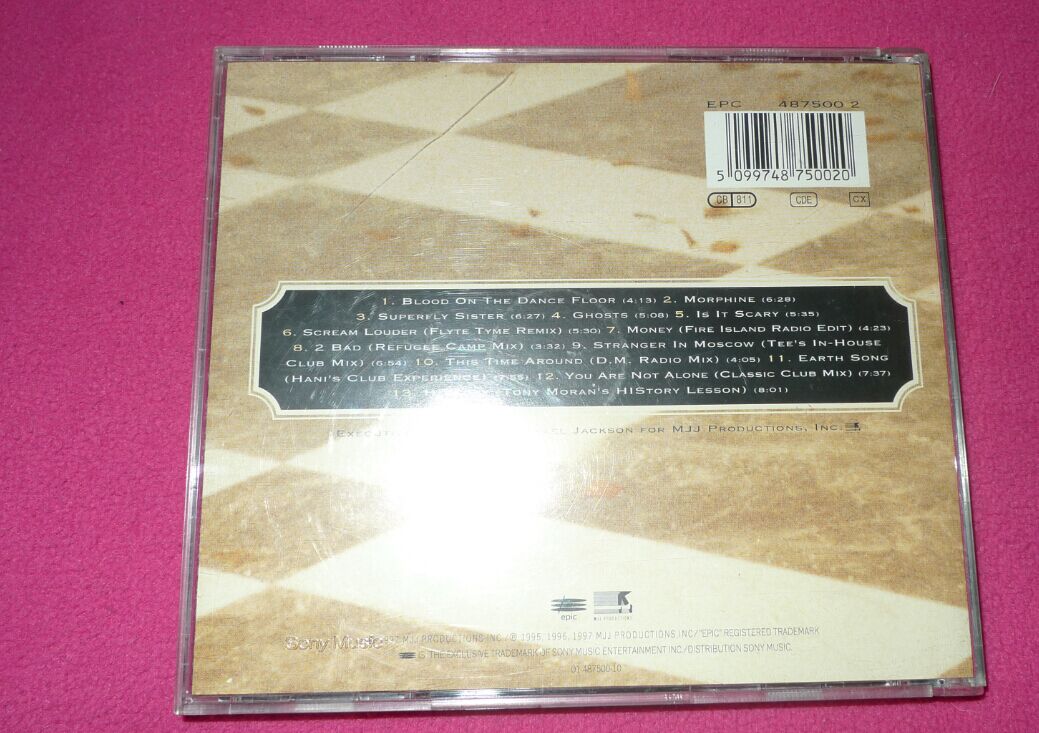 EPC 487500 2
5 099748 750020
GB 811 CDE CX
1. Blood On The Dance Floor (4:13) 2. Morphine (6:28)
3. Superfly Sister (6:27) 4. Ghosts (5:08) 5. Is It Scary (5:35)
6. Scream Louder (Flyte Tyme Remix) (5:30) 7. Money (Fire Island Radio Edit) (4:23)
8. 2 Bad (Refugee Camp Mix) (3:32) 9. Stranger In Moscow (Tee's In-House
Club Mix) (6:54) 10. This Time Around (D.M. Radio Mix) (4:05) 11. Earth Song
(Hani's Club Experience) (7:55) 12. You Are Not Alone (Classic Club Mix) (7:37)
13. Tony Moran's HIStory Lesson) (8:01)
Jackson for MJJ Productions, Inc.
epic MJJ PRODUCTIONS
Sony Music MJJ PRODUCTIONS INC./℗ 1995, 1996, 1997 MJJ PRODUCTIONS INC/"EPIC" REGISTERED TRADEMARK
IS THE EXCLUSIVE TRADEMARK OF SONY MUSIC ENTERTAINMENT INC./DISTRIBUTION SONY MUSIC.
01-487500-10